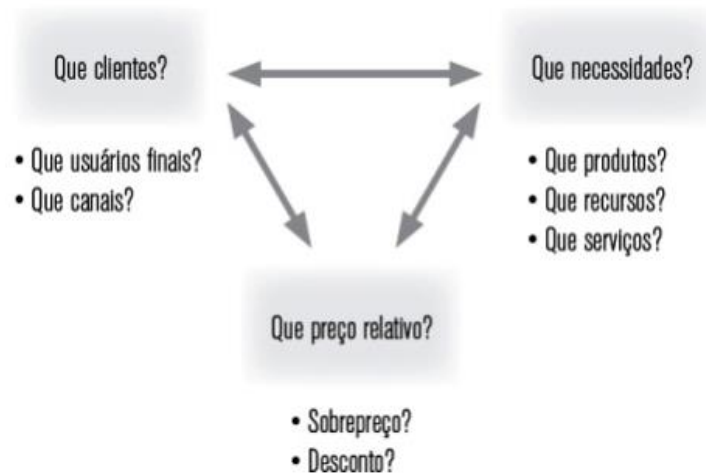 Que clientes?
Que necessidades?
• Que usuários finais?
• Que canais?
• Que produtos?
• Que recursos?
• Que serviços?
Que preço relativo?
• Sobrepreço?
• Desconto?